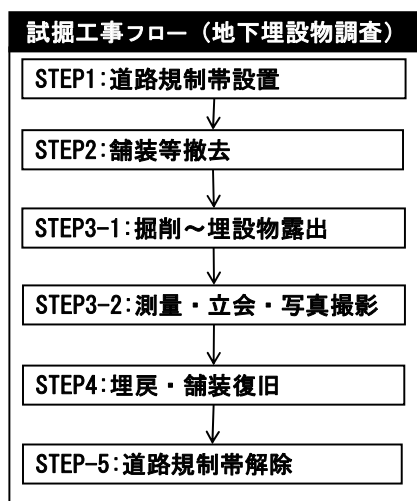 試掘工事フロー（地下埋設物調査）
STEP1:道路規制帯設置
STEP2:舗装等撤去
STEP3-1:掘削～埋設物露出
STEP3-2:測量・立会・写真撮影
STEP4:埋戻・舗装復旧
STEP-5:道路規制帯解除